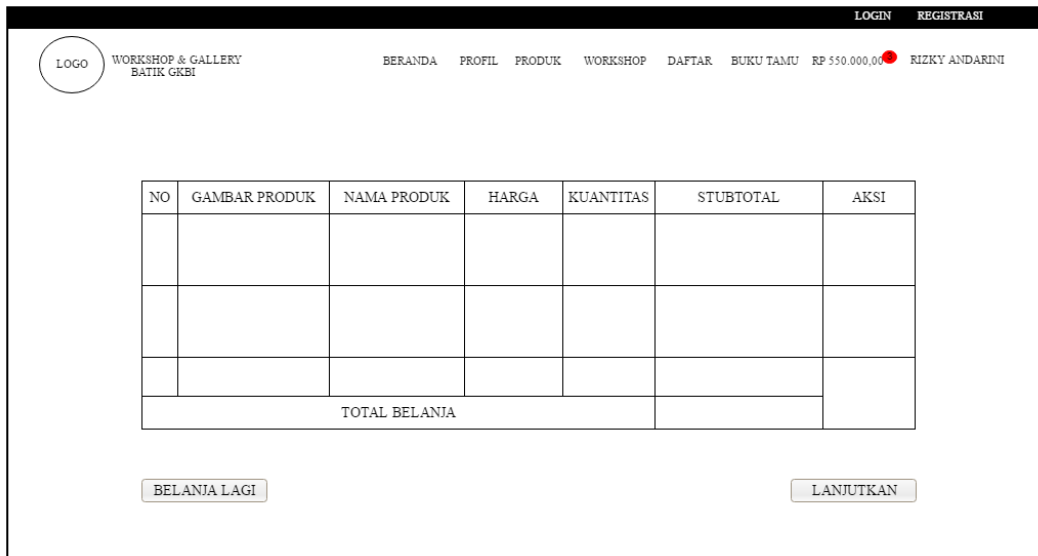 LOGIN REGISTRASI
LOGO
WORKSHOP & GALLERY
BATIK GKBI
BERANDA PROFIL PRODUK WORKSHOP DAFTAR BUKU TAMU RP 550.000,00 3 RIZKY ANDARINI
NO GAMBAR PRODUK NAMA PRODUK HARGA KUANTITAS STUBTOTAL AKSI
TOTAL BELANJA
BELANJA LAGI LANJUTKAN